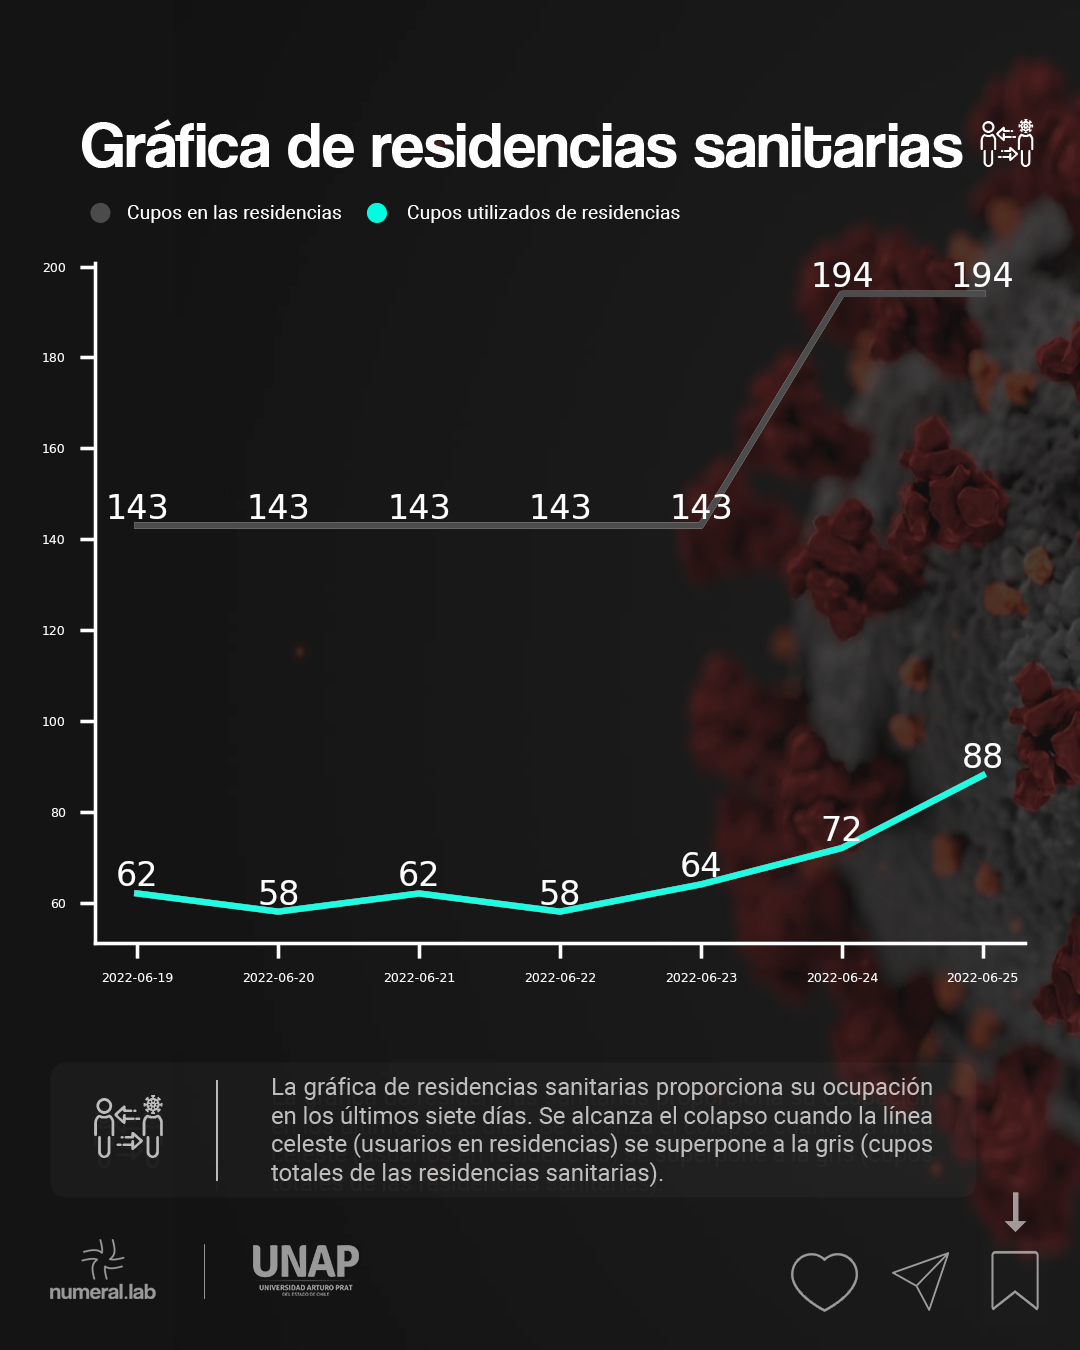 Gráfica de residencias sanitarias
Cupos en las residencias Cupos utilizados de residencias
200
194 194
180
160
143 143 143 143 143
140
120
100
88
80
72
62 58 62 58 64
60
2022-06-19 2022-06-20 2022-06-21 2022-06-22 2022-06-23 2022-06-24 2022-06-25
La gráfica de residencias sanitarias proporciona su ocupación
en los últimos siete días. Se alcanza el colapso cuando la línea
celeste (usuarios en residencias) se superpone a la gris (cupos
totales de las residencias sanitarias).
numeral.lab
UNAP
UNIVERSIDAD ARTURO PRAT
DEL ESTADO DE CHILE